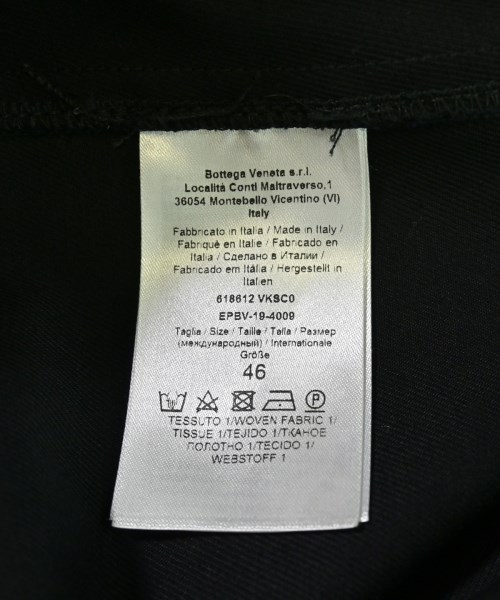 Bottega Veneta s.r.l.
Località Conti Maltraverso,1
36054 Montebello Vicentino (VI)
Italy
Fabbricato in Italia / Made in Italy /
Fabriqué en Italie / Fabricado en
Italia / Сделано в Италии /
Fabricado em Itália / Hergestellt in
Italien
618612 VKSC0
EPBV-19-4009
Taglia / Size / Taille / Talla / Размер
(международный) / Internationale
Größe
46
P
TESSUTO 1/WOVEN FABRIC 1/
TISSUE 1/TEJIDO 1/ТКАНОЕ
ПОЛОТНО 1/TECIDO 1/
WEBSTOFF 1